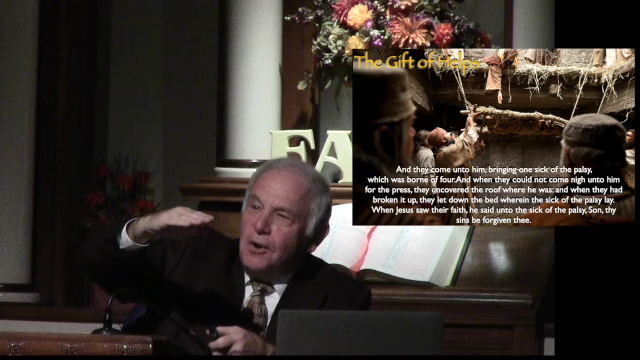 The Gift of Helps
FA
And they come unto him, bringing one sick of the palsy,
which was borne of four.And when they could not come nigh unto him
for the press, they uncovered the roof where he was: and when they had
broken it up, they let down the bed wherein the sick of the palsy lay.
When Jesus saw their faith, he said unto the sick of the palsy, Son, thy
sins be forgiven thee.